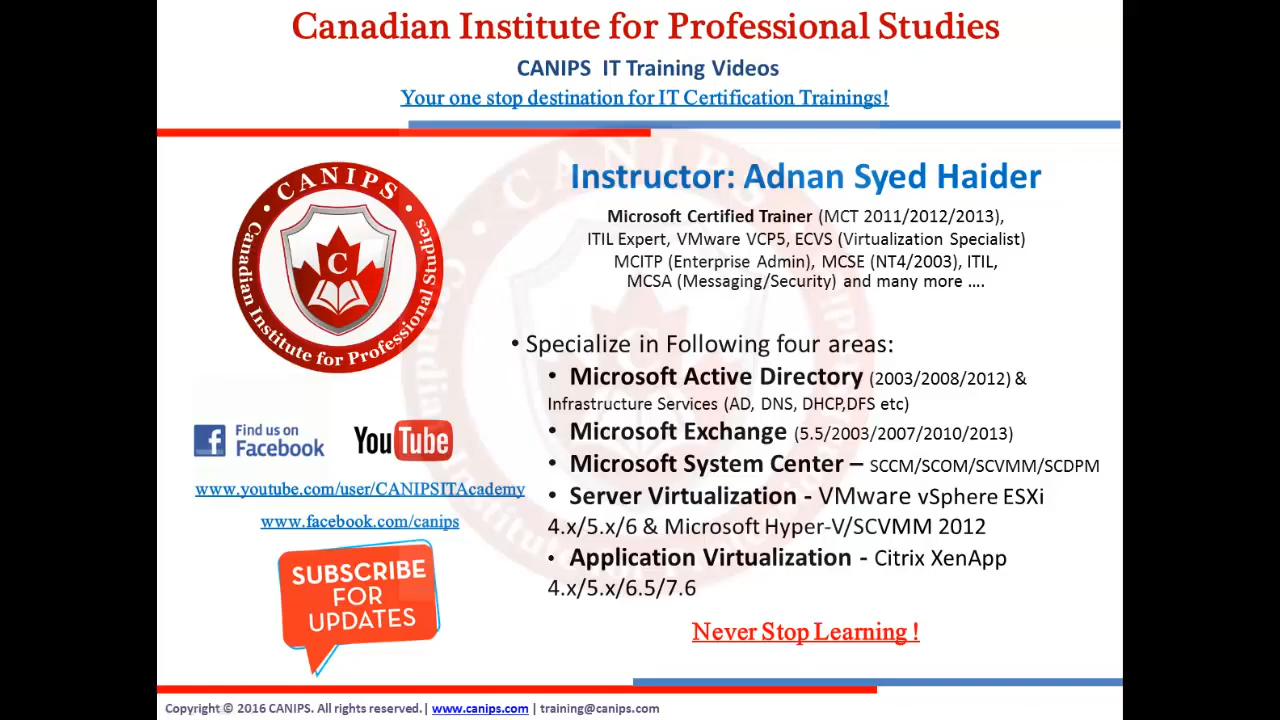 Canadian Institute for Professional Studies
CANIPS IT Training Videos
Your one stop destination for IT Certification Trainings!
CANIPS
Canadian Institute for Professional Studies
C
Find us on
Facebook
YouTube
www.youtube.com/user/CANIPSITAcademy
www.facebook.com/canips
SUBSCRIBE
FOR
UPDATES
Instructor: Adnan Syed Haider
Microsoft Certified Trainer (MCT 2011/2012/2013),
ITIL Expert, VMware VCP5, ECVS (Virtualization Specialist)
MCITP (Enterprise Admin), MCSE (NT4/2003), ITIL,
MCSA (Messaging/Security) and many more ....
• Specialize in Following four areas:
• Microsoft Active Directory (2003/2008/2012) &
Infrastructure Services (AD, DNS, DHCP,DFS etc)
• Microsoft Exchange (5.5/2003/2007/2010/2013)
• Microsoft System Center – SCCM/SCOM/SCVMM/SCDPM
• Server Virtualization - VMware vSphere ESXi
4.x/5.x/6 & Microsoft Hyper-V/SCVMM 2012
• Application Virtualization - Citrix XenApp
4.x/5.x/6.5/7.6
Never Stop Learning !
Copyright © 2016 CANIPS. All rights reserved.| www.canips.com | training@canips.com